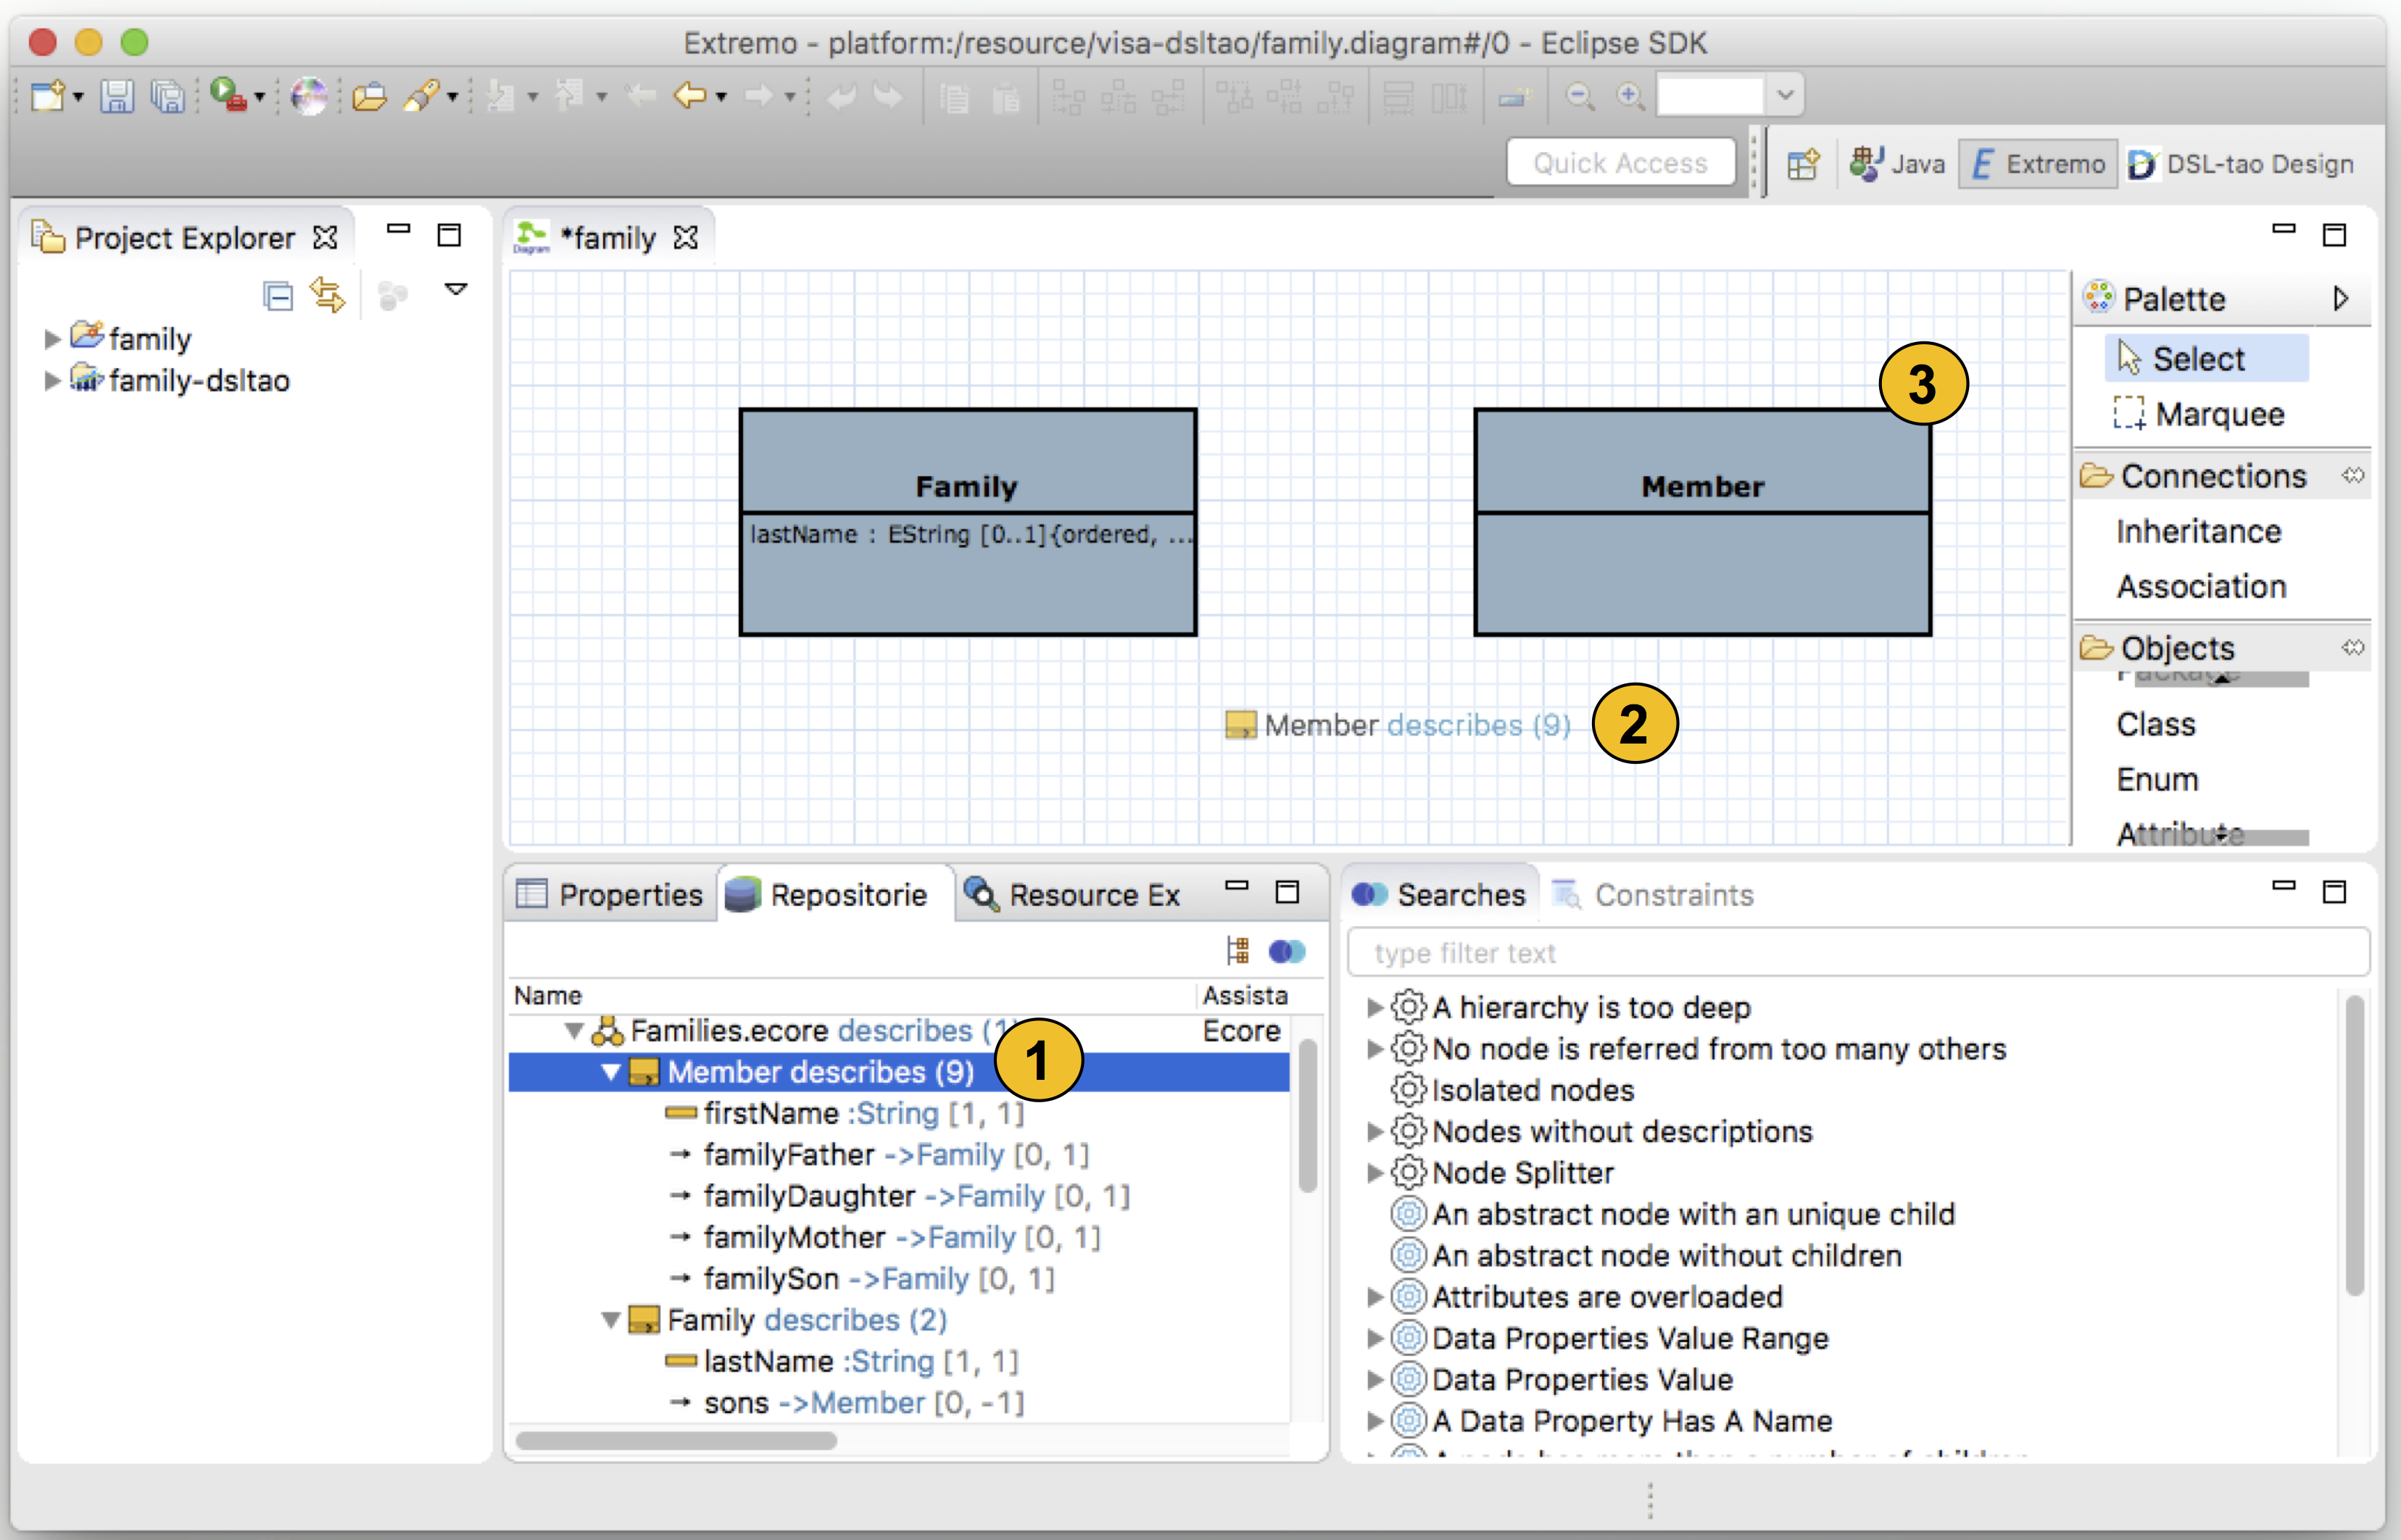 Extremo - platform:/resource/visa-dsltao/family.diagram#/0 - Eclipse SDK
Quick Access
Java
Extremo
DSL-tao Design
Project Explorer
family
family-dsltao
Diagram
*family
Family
lastName : EString [0..1]{ordered, ...
Member
3
Member describes (9)
2
Palette
Select
Marquee
Connections
Inheritance
Association
Objects
Package
Class
Enum
Attribute
Properties
Repositorie
Resource Ex
Name
Assista
Families.ecore describes (1)
Ecore
Member describes (9)
1
firstName :String [1, 1]
familyFather ->Family [0, 1]
familyDaughter ->Family [0, 1]
familyMother ->Family [0, 1]
familySon ->Family [0, 1]
Family describes (2)
lastName :String [1, 1]
sons ->Member [0, -1]
Searches
Constraints
type filter text
A hierarchy is too deep
No node is referred from too many others
Isolated nodes
Nodes without descriptions
Node Splitter
An abstract node with an unique child
An abstract node without children
Attributes are overloaded
Data Properties Value Range
Data Properties Value
A Data Property Has A Name